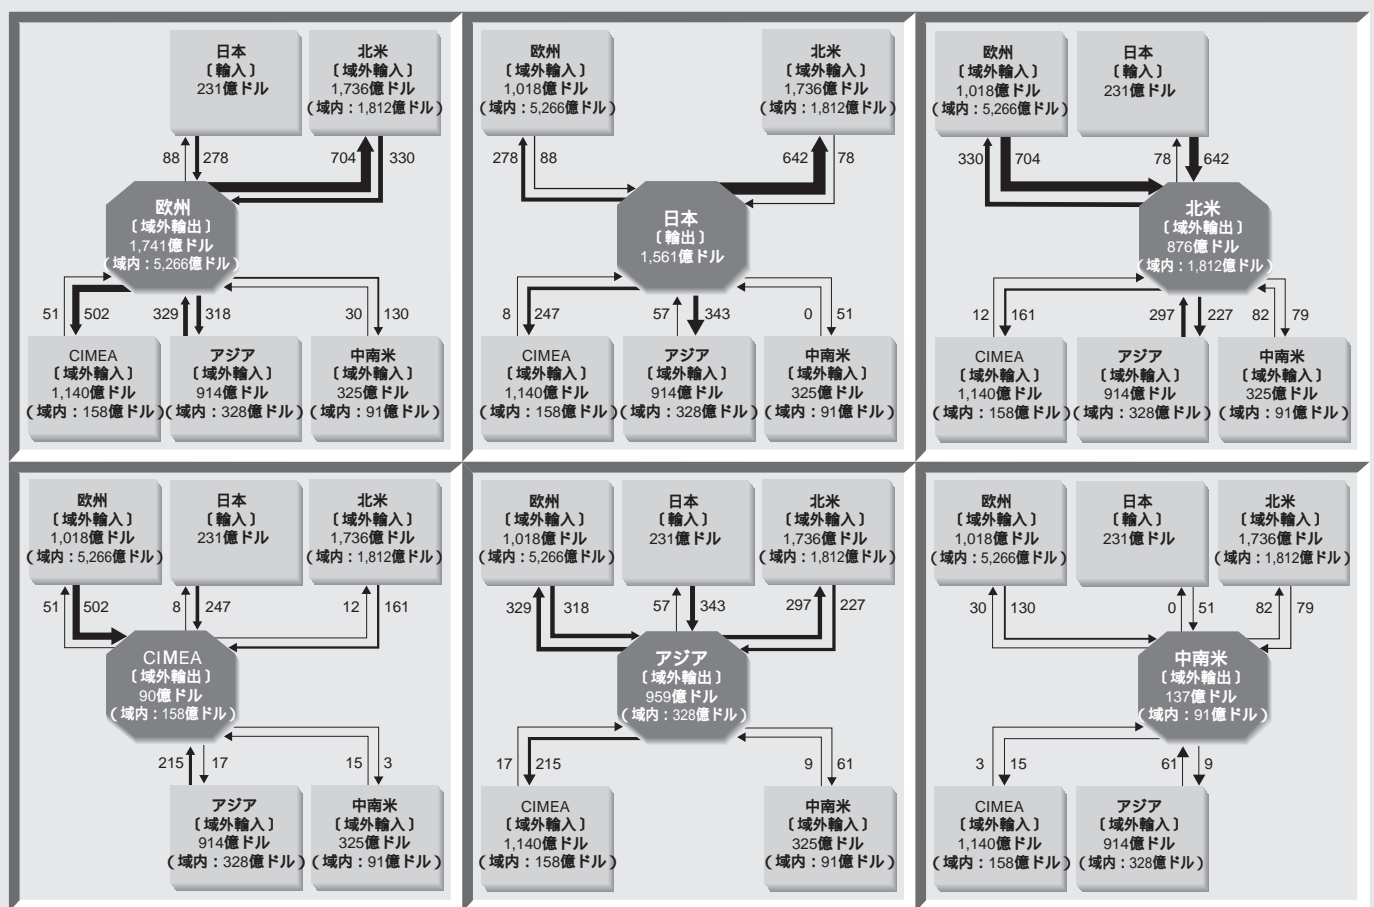 日本
〔輸入〕
231億ドル
北米
〔域外輸入〕
1,736億ドル
(域内:1,812億ドル)
88
278
704
330
欧州
〔域外輸出〕
1,741億ドル
(域内:5,266億ドル)
51
502
329
318
30
130
CIMEA
〔域外輸入〕
1,140億ドル
(域内:158億ドル)
アジア
〔域外輸入〕
914億ドル
(域内:328億ドル)
中南米
〔域外輸入〕
325億ドル
(域内:91億ドル)
欧州
〔域外輸入〕
1,018億ドル
(域内:5,266億ドル)
北米
〔域外輸入〕
1,736億ドル
(域内:1,812億ドル)
278
88
642
78
日本
〔輸出〕
1,561億ドル
8
247
57
343
0
51
CIMEA
〔域外輸入〕
1,140億ドル
(域内:158億ドル)
アジア
〔域外輸入〕
914億ドル
(域内:328億ドル)
中南米
〔域外輸入〕
325億ドル
(域内:91億ドル)
欧州
〔域外輸入〕
1,018億ドル
(域内:5,266億ドル)
日本
〔輸入〕
231億ドル
330
704
78
642
北米
〔域外輸出〕
876億ドル
(域内:1,812億ドル)
12
161
297
227
82
79
CIMEA
〔域外輸入〕
1,140億ドル
(域内:158億ドル)
アジア
〔域外輸入〕
914億ドル
(域内:328億ドル)
中南米
〔域外輸入〕
325億ドル
(域内:91億ドル)
欧州
〔域外輸入〕
1,018億ドル
(域内:5,266億ドル)
日本
〔輸入〕
231億ドル
北米
〔域外輸入〕
1,736億ドル
(域内:1,812億ドル)
51
502
8
247
12
161
CIMEA
〔域外輸出〕
90億ドル
(域内:158億ドル)
215
17
15
3
アジア
〔域外輸入〕
914億ドル
(域内:328億ドル)
中南米
〔域外輸入〕
325億ドル
(域内:91億ドル)
欧州
〔域外輸入〕
1,018億ドル
(域内:5,266億ドル)
日本
〔輸入〕
231億ドル
北米
〔域外輸入〕
1,736億ドル
(域内:1,812億ドル)
329
318
57
343
297
227
アジア
〔域外輸出〕
959億ドル
(域内:328億ドル)
17
215
9
61
CIMEA
〔域外輸入〕
1,140億ドル
(域内:158億ドル)
中南米
〔域外輸入〕
325億ドル
(域内:91億ドル)
欧州
〔域外輸入〕
1,018億ドル
(域内:5,266億ドル)
日本
〔輸入〕
231億ドル
北米
〔域外輸入〕
1,736億ドル
(域内:1,812億ドル)
30
130
0
51
82
79
中南米
〔域外輸出〕
137億ドル
(域内:91億ドル)
3
15
61
9
CIMEA
〔域外輸入〕
1,140億ドル
(域内:158億ドル)
アジア
〔域外輸入〕
914億ドル
(域内:328億ドル)